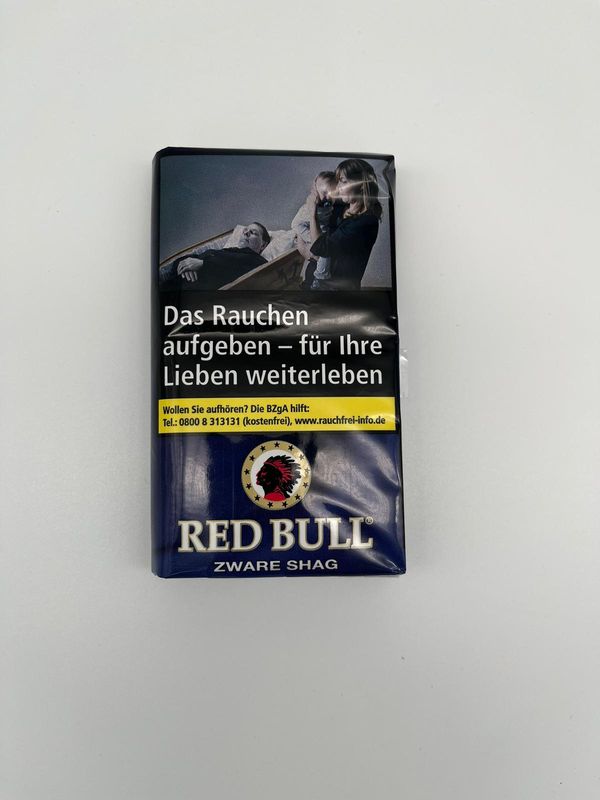 Das Rauchen
aufgeben – für Ihre
Lieben weiterleben
Wollen Sie aufhören? Die BZgA hilft:
Tel.: 0800 8 313131 (kostenfrei), www.rauchfrei-info.de
RED BULL®
ZWARE SHAG